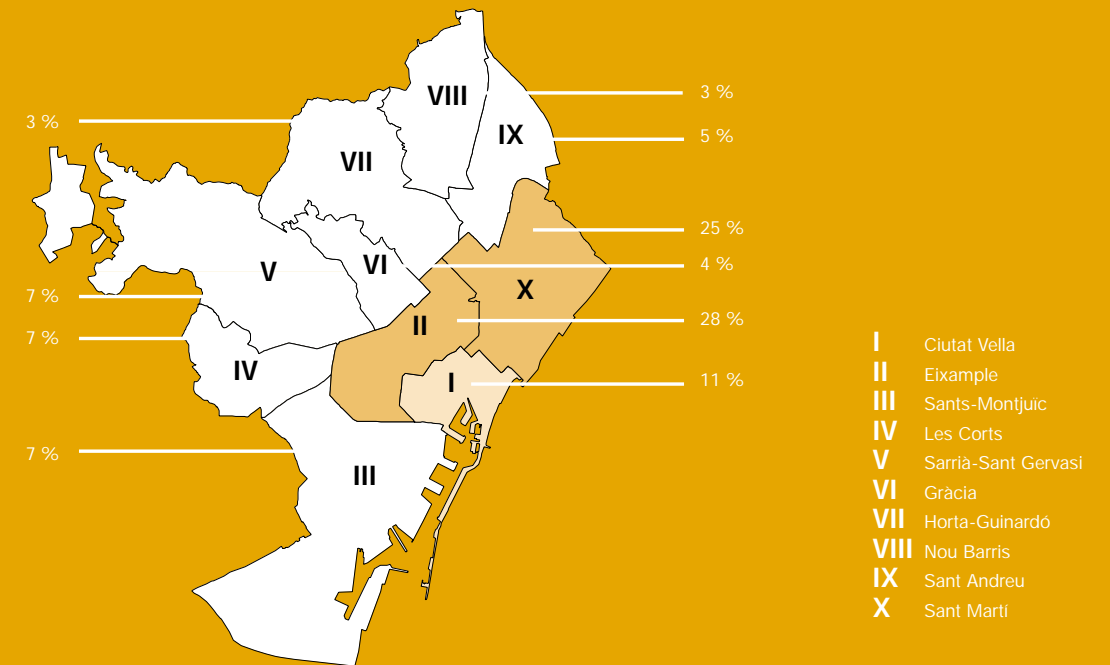 VIII
3 %
3 %
IX
5 %
VII
25 %
VI
4 %
V
X
7 %
28 %
II
7 %
IV
I
11 %
7 %
III
I Ciutat Vella
II Eixample
III Sants-Montjuïc
IV Les Corts
V Sarrià-Sant Gervasi
VI Gràcia
VII Horta-Guinardó
VIII Nou Barris
IX Sant Andreu
X Sant Martí